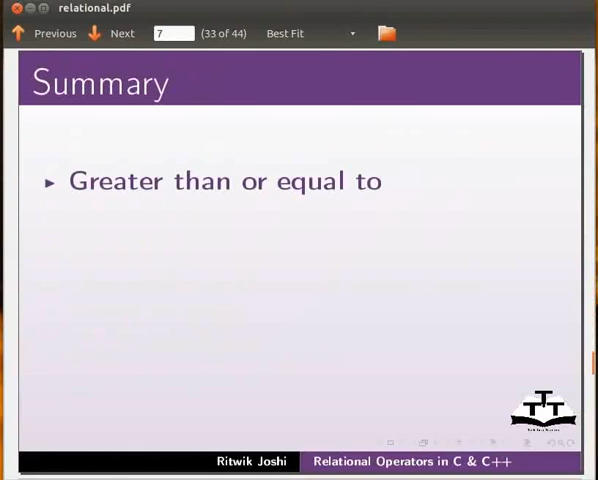 relational.pdf
Previous Next 7 (33 of 44) Best Fit
Summary
Greater than or equal to
Ritwik Joshi Relational Operators in C & C++